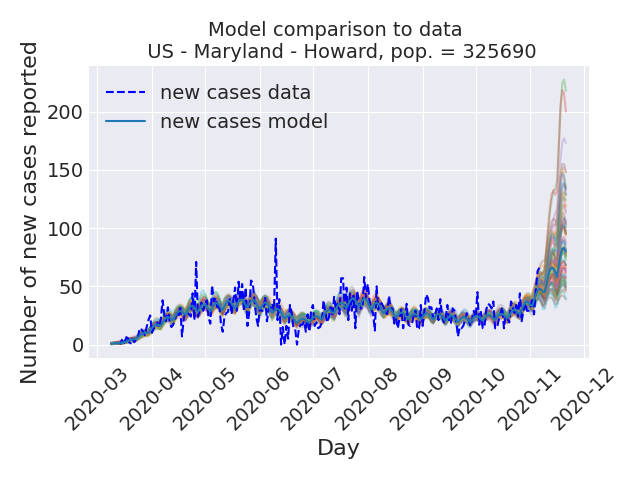 Model comparison to data
US - Maryland - Howard, pop. = 325690
Number of new cases reported
200
150
100
50
0
new cases data
new cases model
2020-03
2020-04
2020-05
2020-06
2020-07
2020-08
2020-09
2020-10
2020-11
2020-12
Day